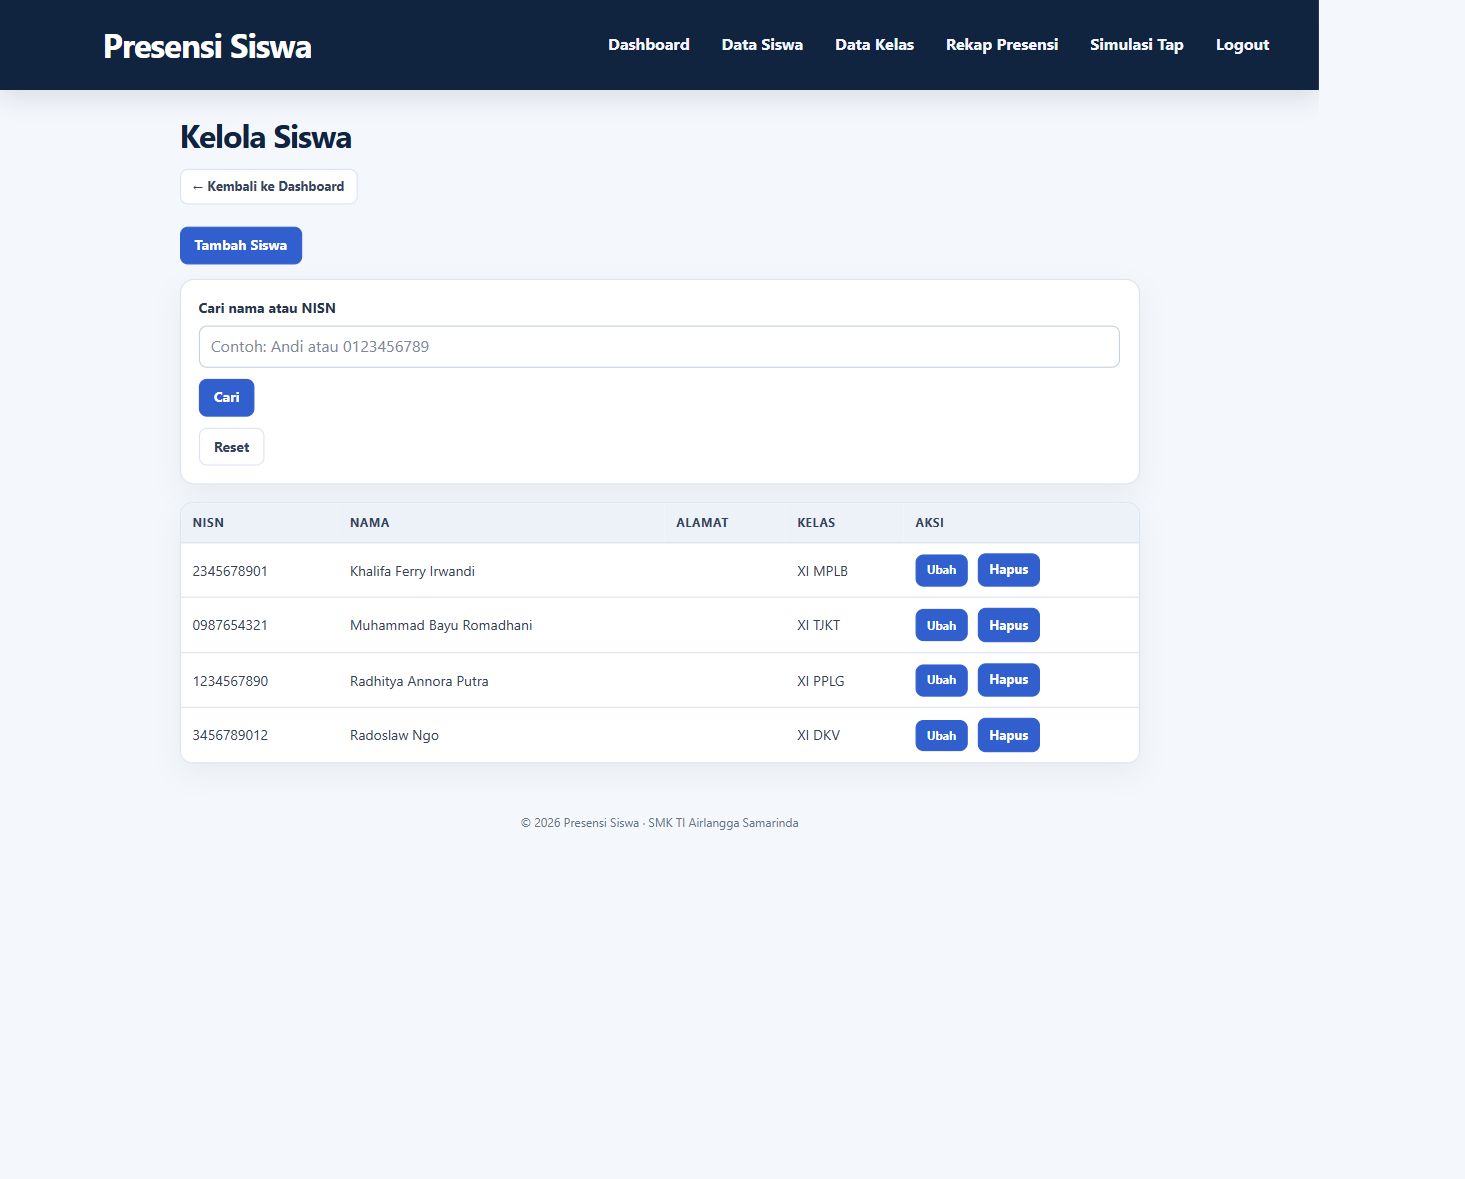 Presensi Siswa
Dashboard Data Siswa Data Kelas Rekap Presensi Simulasi Tap Logout
Kelola Siswa
← Kembali ke Dashboard
Tambah Siswa
Cari nama atau NISN
Contoh: Andi atau 0123456789
Cari
Reset
NISN NAMA ALAMAT KELAS AKSI
2345678901 Khalifa Ferry Irwandi XI MPLB Ubah Hapus
0987654321 Muhammad Bayu Romadhani XI TJKT Ubah Hapus
1234567890 Radhitya Annora Putra XI PPLG Ubah Hapus
3456789012 Radoslaw Ngo XI DKV Ubah Hapus
© 2026 Presensi Siswa · SMK TI Airlangga Samarinda